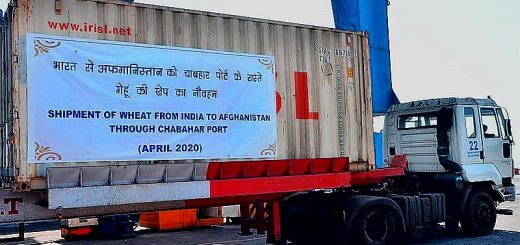 www.irisl.net
भारत से अफगानिस्तान को चाबहार पोर्ट के रास्ते
गेहूं की खेप का नौवहन
SHIPMENT OF WHEAT FROM INDIA TO AFGHANISTAN
THROUGH CHABAHAR PORT
(APRIL 2020)
SL
22
T